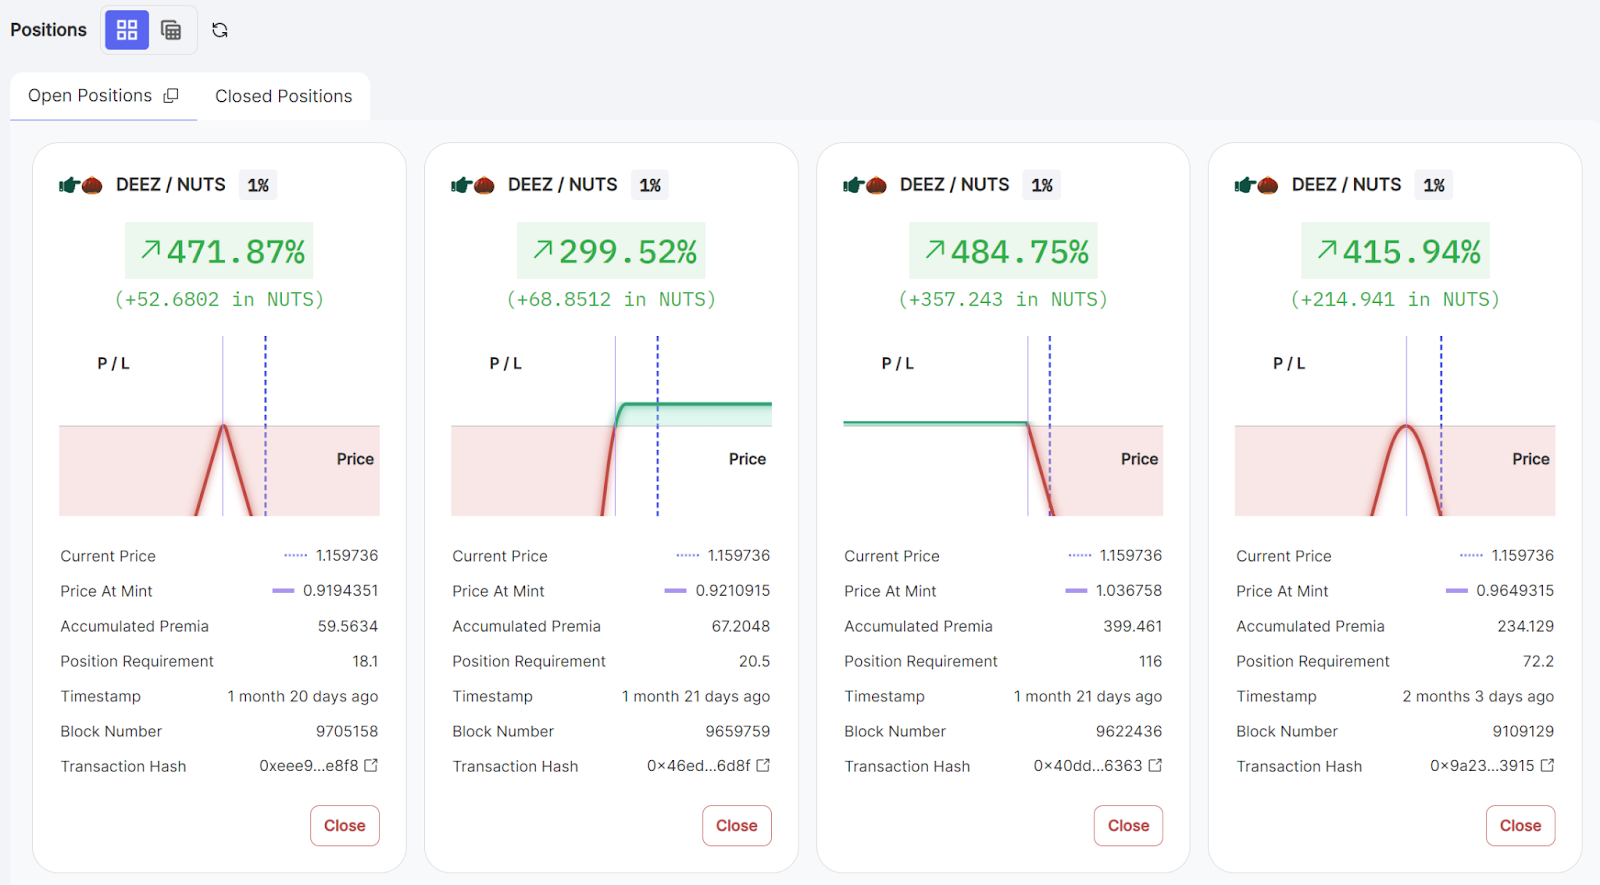 Positions
Open Positions
Closed Positions
DEEZ / NUTS 1%
471.87%
(+52.6802 in NUTS)
P / L
Price
Current Price 1.159736
Price At Mint 0.9194351
Accumulated Premia 59.5634
Position Requirement 18.1
Timestamp 1 month 20 days ago
Block Number 9705158
Transaction Hash 0xeee9...e8f8
Close
DEEZ / NUTS 1%
299.52%
(+68.8512 in NUTS)
P / L
Price
Current Price 1.159736
Price At Mint 0.9210915
Accumulated Premia 67.2048
Position Requirement 20.5
Timestamp 1 month 21 days ago
Block Number 9659759
Transaction Hash 0x46ed...6d8f
Close
DEEZ / NUTS 1%
484.75%
(+357.243 in NUTS)
P / L
Price
Current Price 1.159736
Price At Mint 1.036758
Accumulated Premia 399.461
Position Requirement 116
Timestamp 1 month 21 days ago
Block Number 9622436
Transaction Hash 0x40dd...6363
Close
DEEZ / NUTS 1%
415.94%
(+214.941 in NUTS)
P / L
Price
Current Price 1.159736
Price At Mint 0.9649315
Accumulated Premia 234.129
Position Requirement 72.2
Timestamp 2 months 3 days ago
Block Number 9109129
Transaction Hash 0x9a23...3915
Close